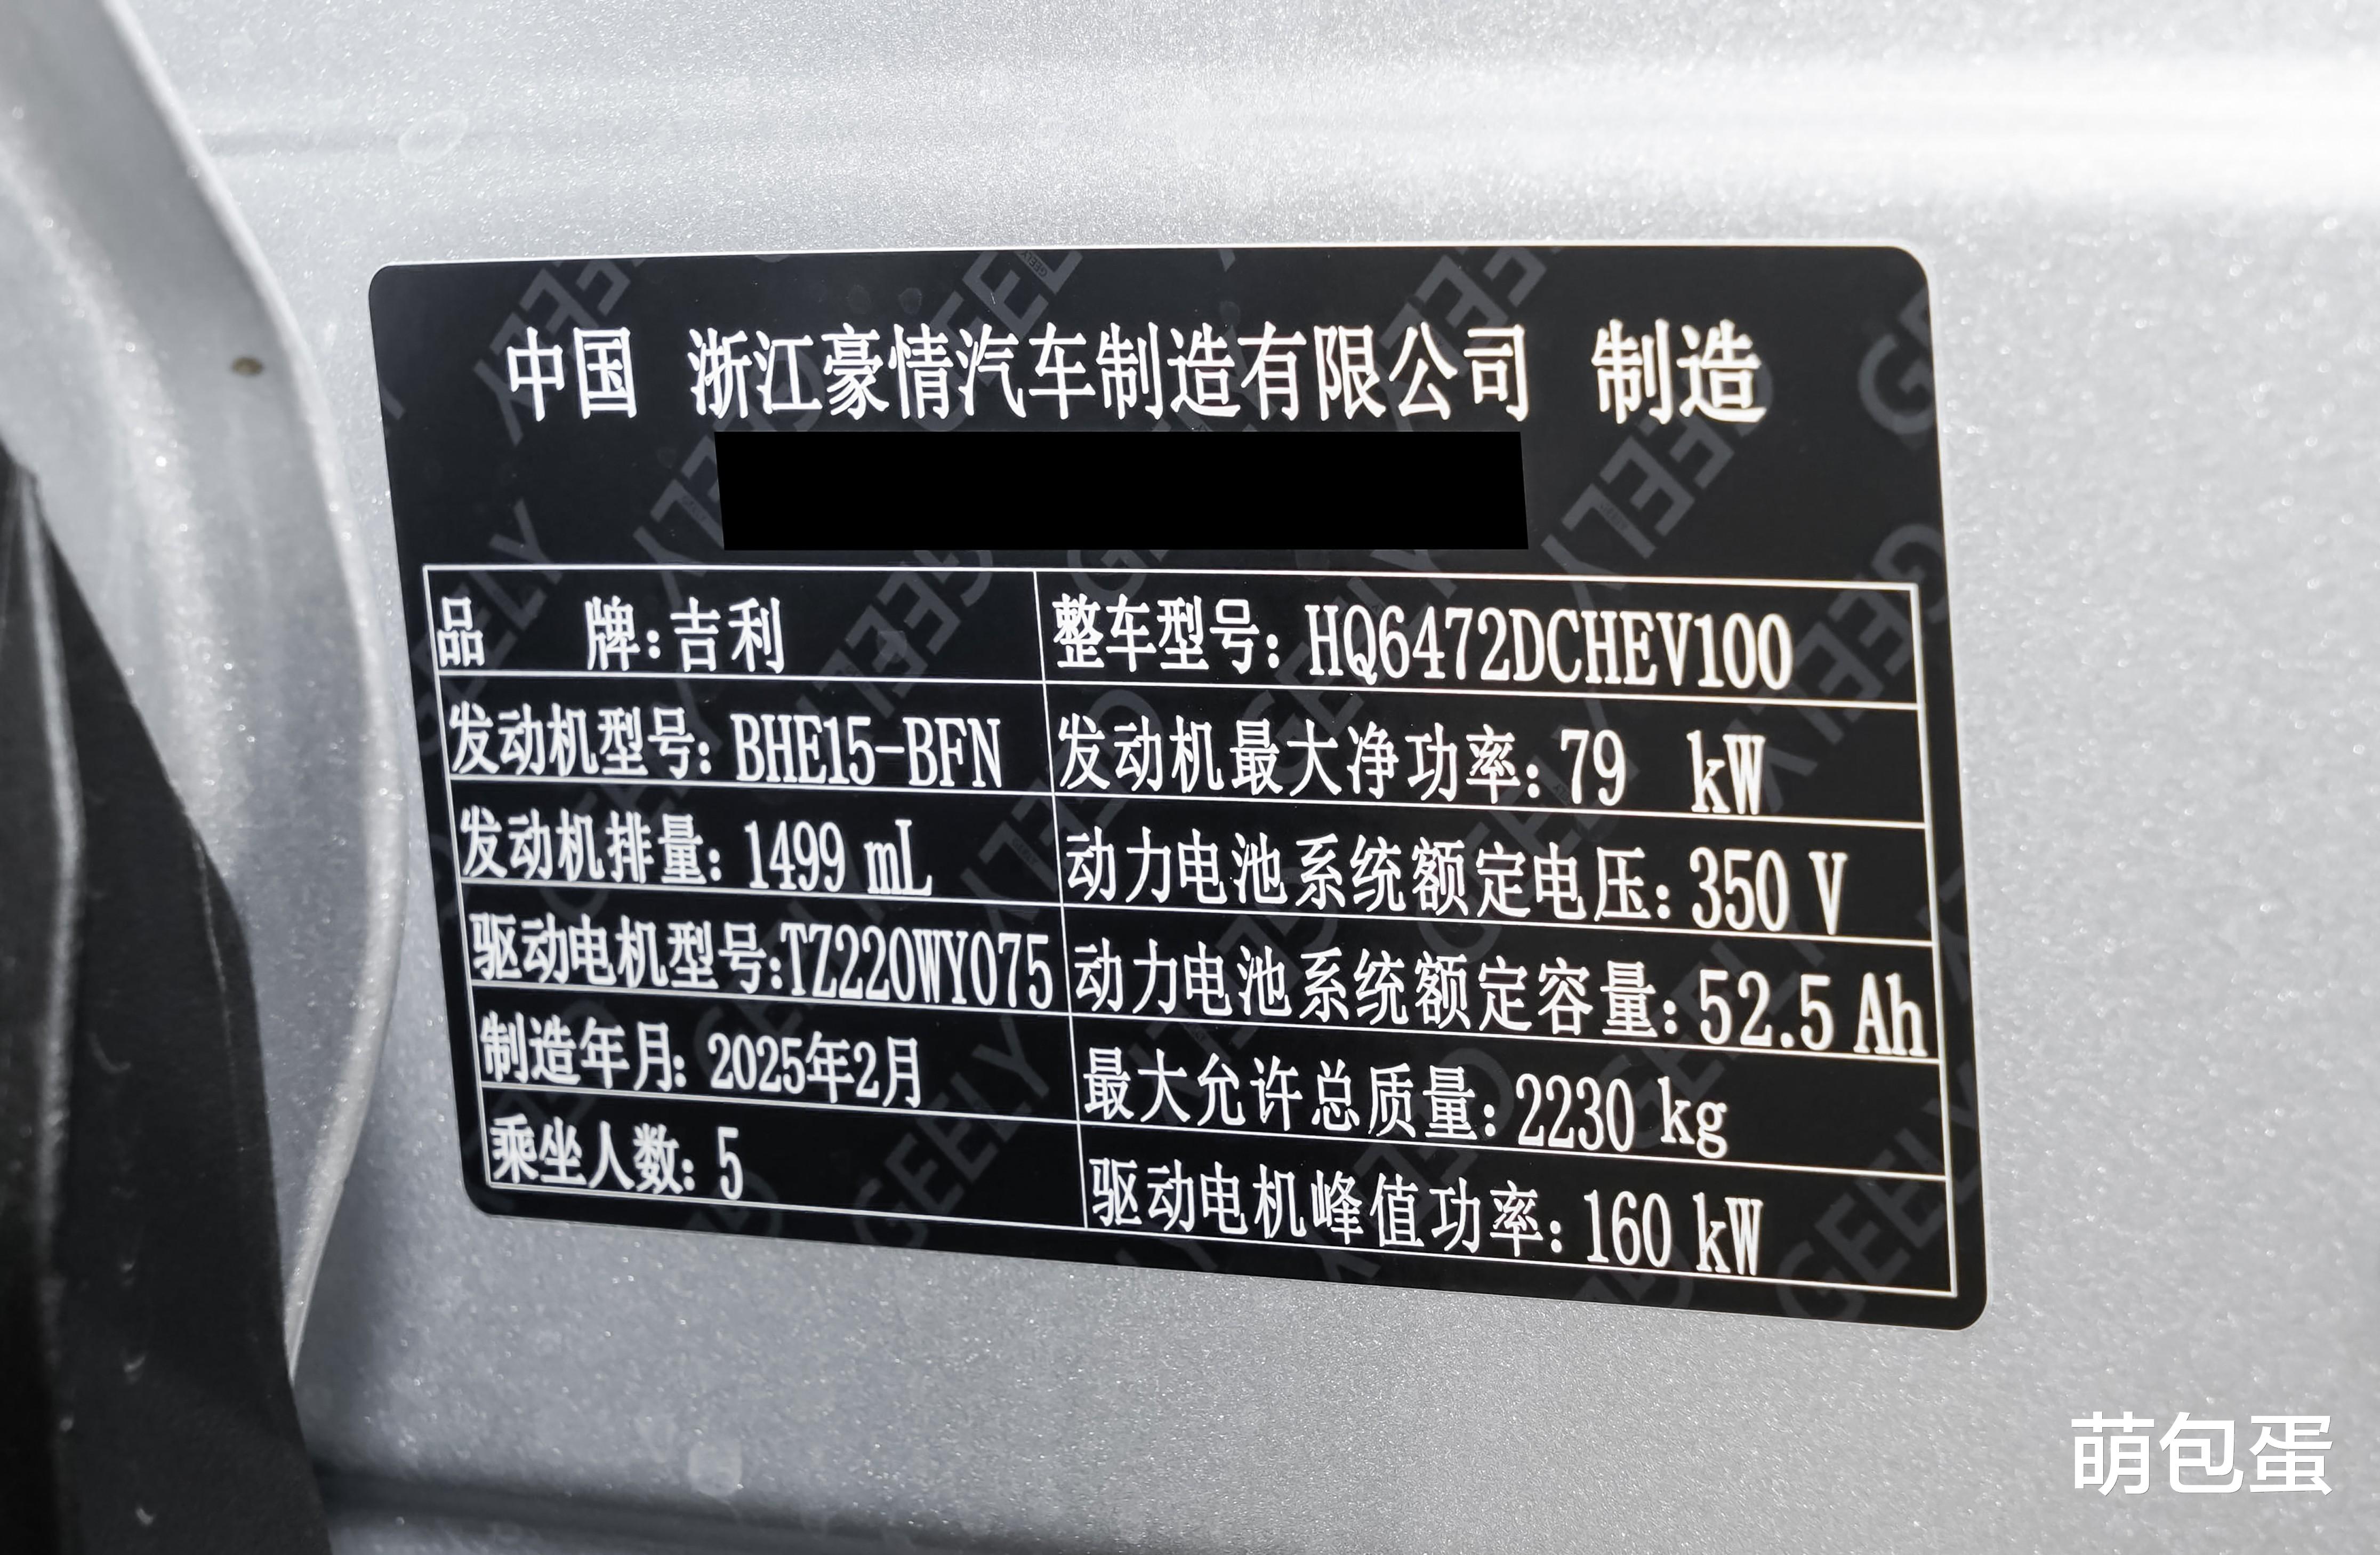 中国 浙江豪情汽车制造有限公司 制造
品 牌:吉利 整车型号: HQ6472DCHEV100
发动机型号: BHE15-BFN 发动机最大净功率: 79 kW
发动机排量: 1499 mL 动力电池系统额定电压: 350 V
驱动电机型号:TZ220WY075 动力电池系统额定容量: 52.5 Ah
制造年月: 2025年2月 最大允许总质量: 2230 kg
乘坐人数: 5 驱动电机峰值功率: 160 kW
GEELY
萌包蛋